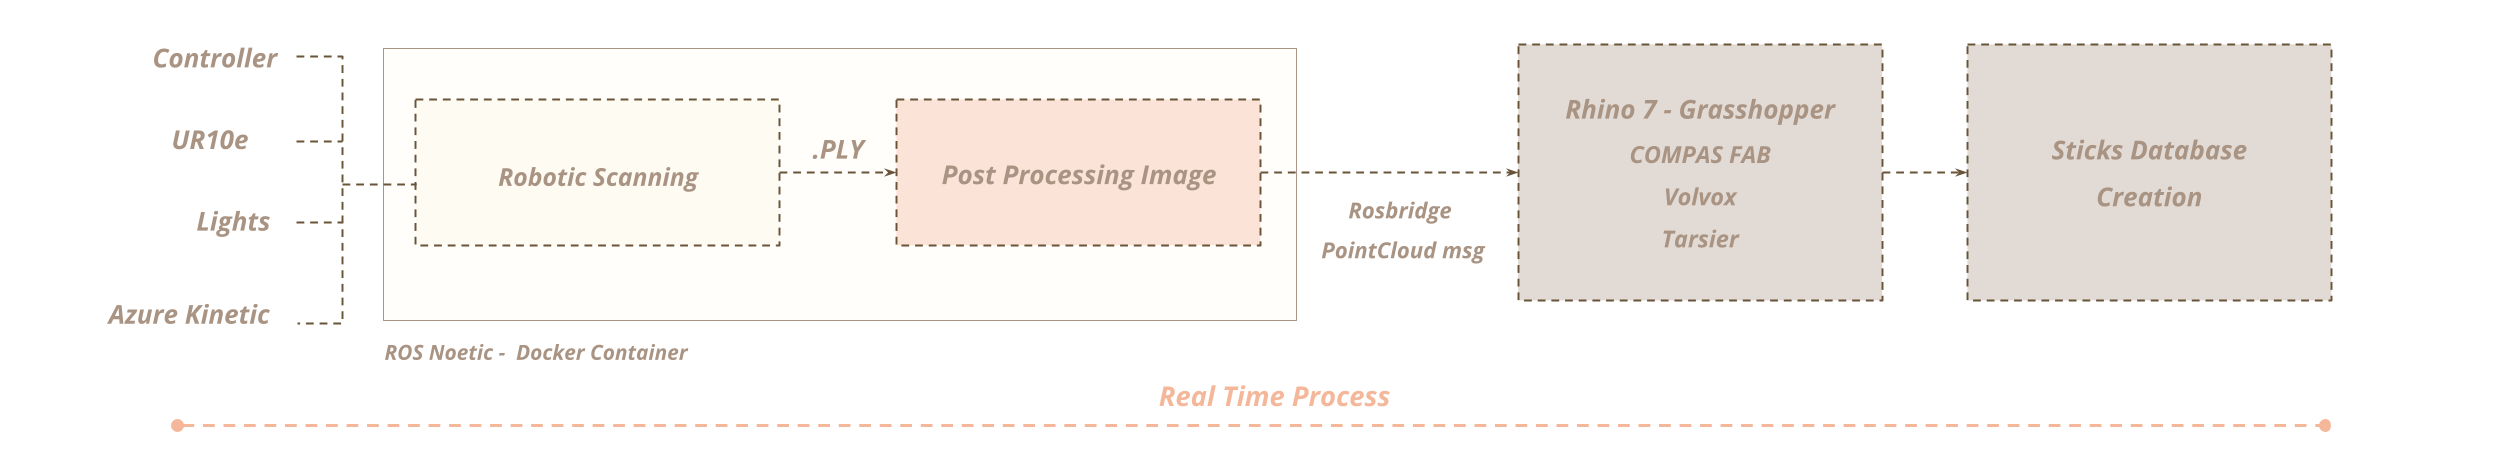 Controller
UR10e
Lights
Azure Kinetic
Robotic Scanning
.PLY
Post Processing Image
ROS Noetic -  Docker Container
Rosbridge
PointCloud msg
Rhino 7 - Grasshopper
COMPAS FAB
Volvox
Tarsier
Sticks Database
Creation
Real Time Process